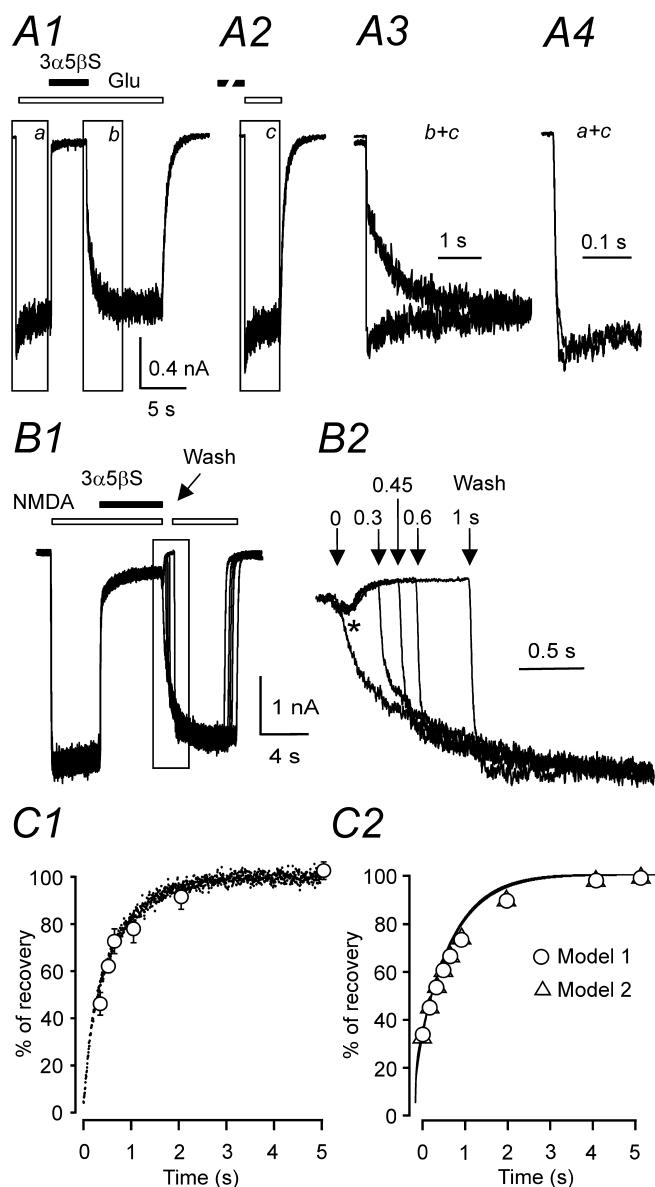 A1 A2 A3 A4
3α5βS
Glu
a b c b+c a+c
1 s 0.1 s
0.4 nA
5 s
B1 B2
Wash
3α5βS
NMDA
0.45 Wash
0 0.3 0.6 1 s
*
0.5 s
1 nA
4 s
C1 C2
100 100
80 80
60 60
40 40
20 20
0 0
% of recovery % of recovery
Model 1
Model 2
0 1 2 3 4 5 0 1 2 3 4 5
Time (s) Time (s)